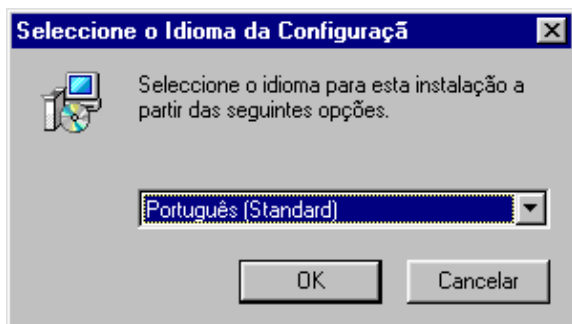 Seleccione o Idioma da Configuraçã
Seleccione o idioma para esta instalação a
partir das seguintes opções.
Português (Standard)
OK
Cancelar